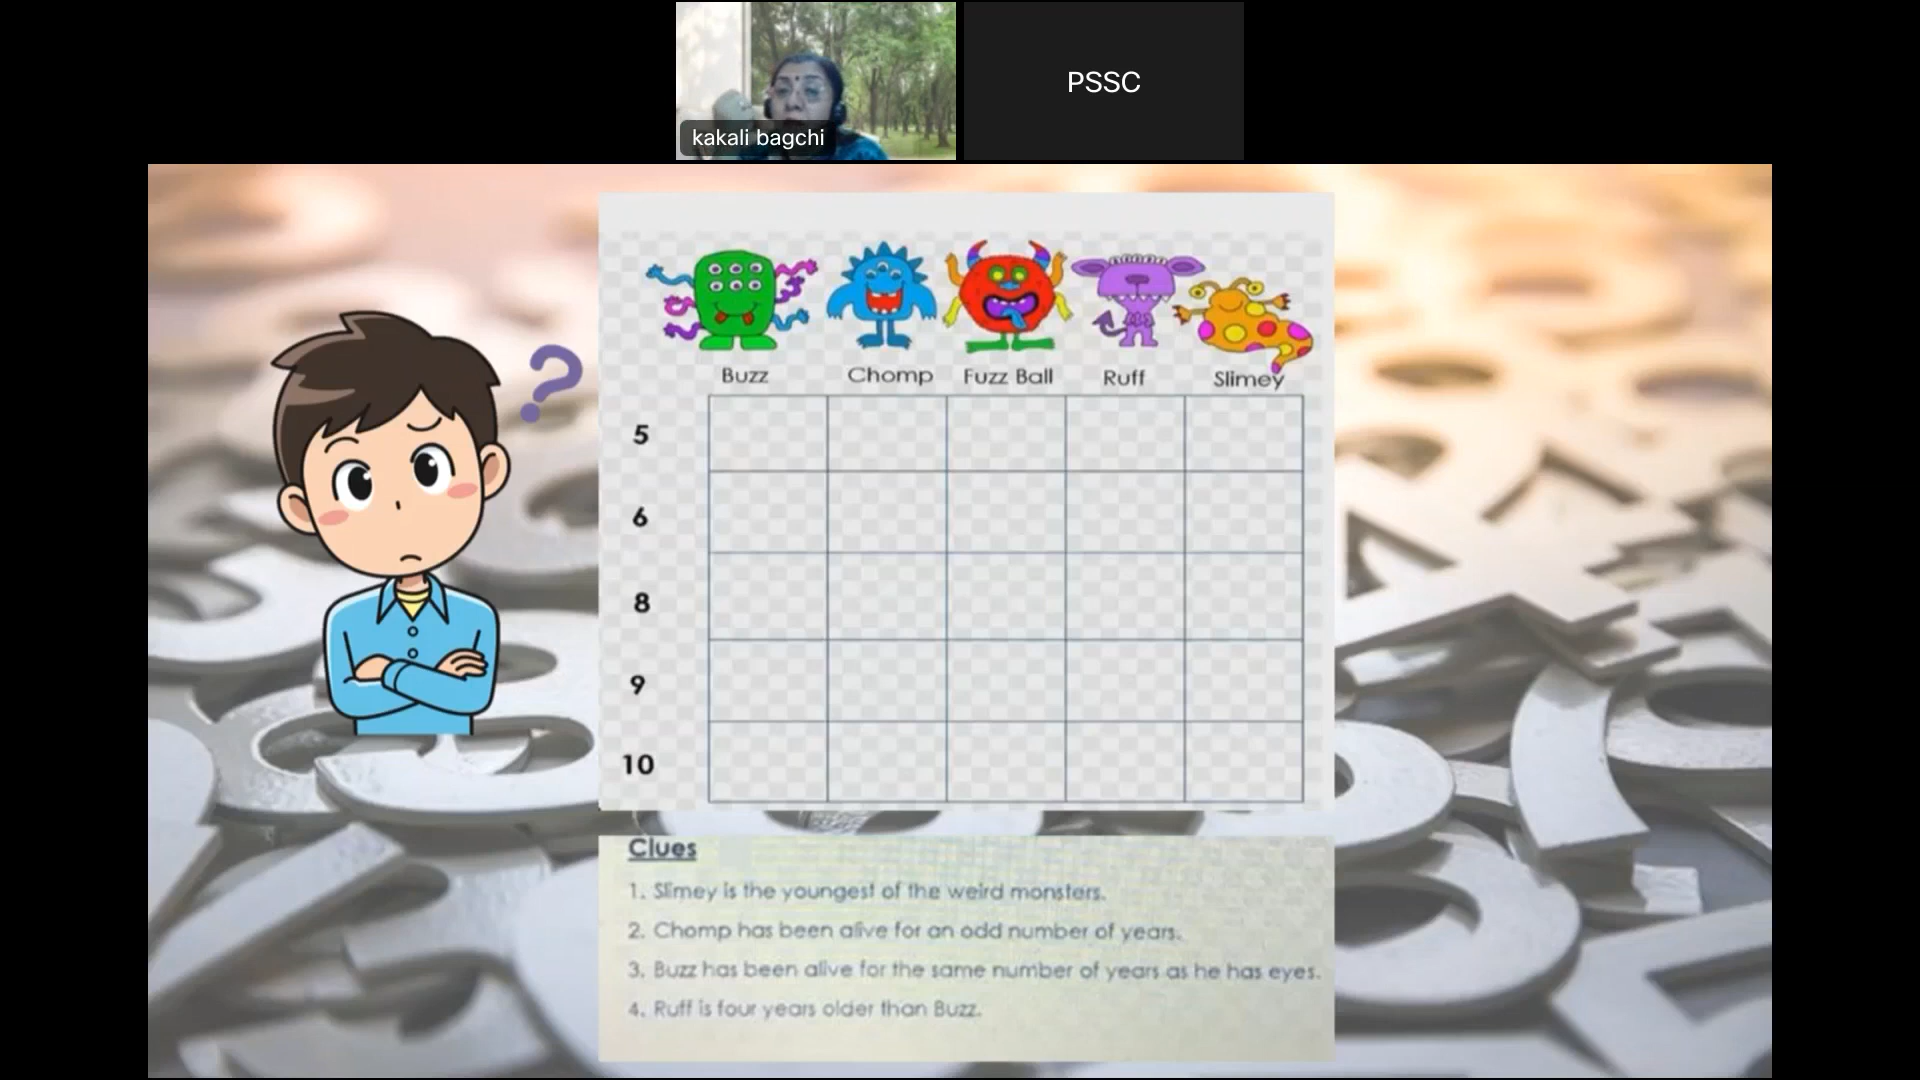 kakali bagchi
PSSC
Buzz Chomp Fuzz Ball Ruff Slimey
5
6
8
9
10
Clues
1. Slimey is the youngest of the weird monsters.
2. Chomp has been alive for an odd number of years.
3. Buzz has been alive for the same number of years as he has eyes.
4. Ruff is four years older than Buzz.